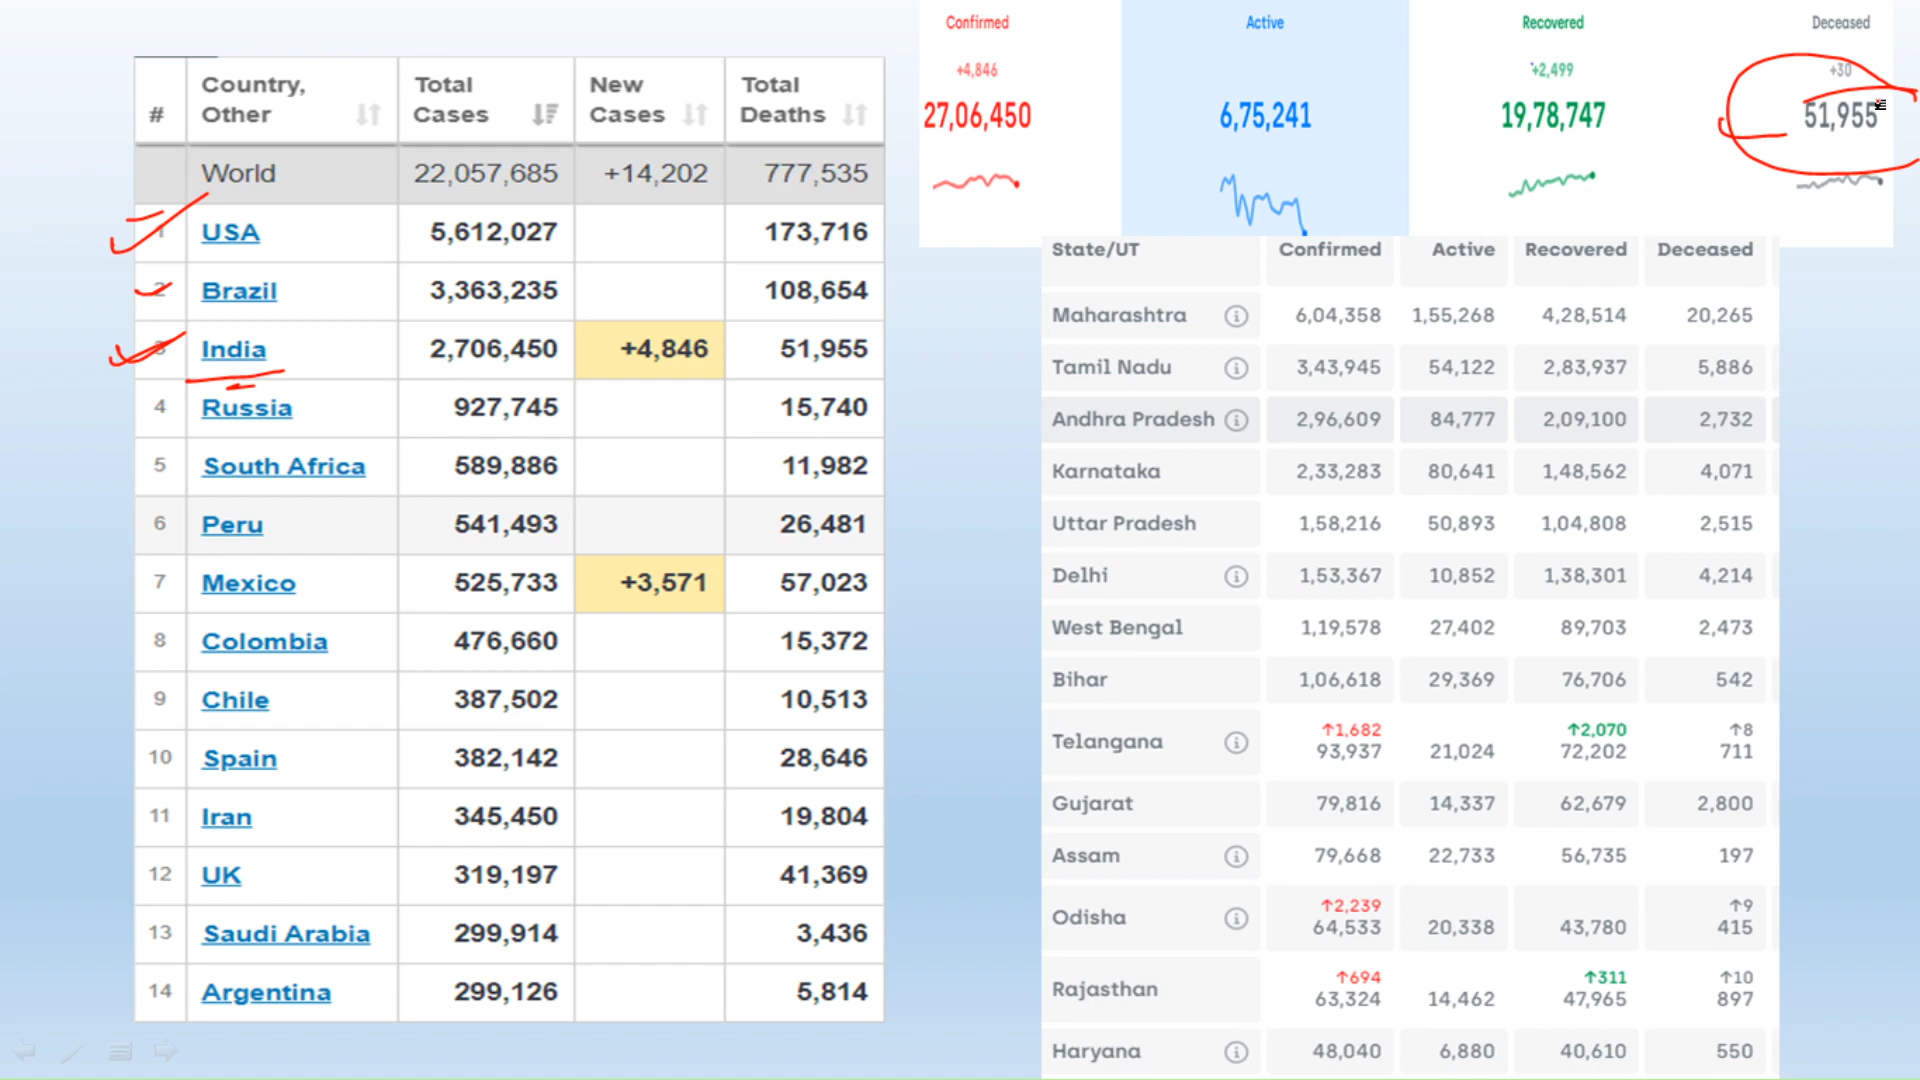 # Country, Other Total Cases New Cases Total Deaths
World 22,057,685 +14,202 777,535
1 USA 5,612,027 173,716
2 Brazil 3,363,235 108,654
3 India 2,706,450 +4,846 51,955
4 Russia 927,745 15,740
5 South Africa 589,886 11,982
6 Peru 541,493 26,481
7 Mexico 525,733 +3,571 57,023
8 Colombia 476,660 15,372
9 Chile 387,502 10,513
10 Spain 382,142 28,646
11 Iran 345,450 19,804
12 UK 319,197 41,369
13 Saudi Arabia 299,914 3,436
14 Argentina 299,126 5,814
Confirmed Active Recovered Deceased
+4,846 +2,499 +30
27,06,450 6,75,241 19,78,747 51,955
State/UT Confirmed Active Recovered Deceased
Maharashtra 6,04,358 1,55,268 4,28,514 20,265
Tamil Nadu 3,43,945 54,122 2,83,937 5,886
Andhra Pradesh 2,96,609 84,777 2,09,100 2,732
Karnataka 2,33,283 80,641 1,48,562 4,071
Uttar Pradesh 1,58,216 50,893 1,04,808 2,515
Delhi 1,53,367 10,852 1,38,301 4,214
West Bengal 1,19,578 27,402 89,703 2,473
Bihar 1,06,618 29,369 76,706 542
↑1,682 ↑2,070 ↑8
Telangana 93,937 21,024 72,202 711
Gujarat 79,816 14,337 62,679 2,800
Assam 79,668 22,733 56,735 197
↑2,239 ↑9
Odisha 64,533 20,338 43,780 415
↑694 ↑311 ↑10
Rajasthan 63,324 14,462 47,965 897
Haryana 48,040 6,880 40,610 550